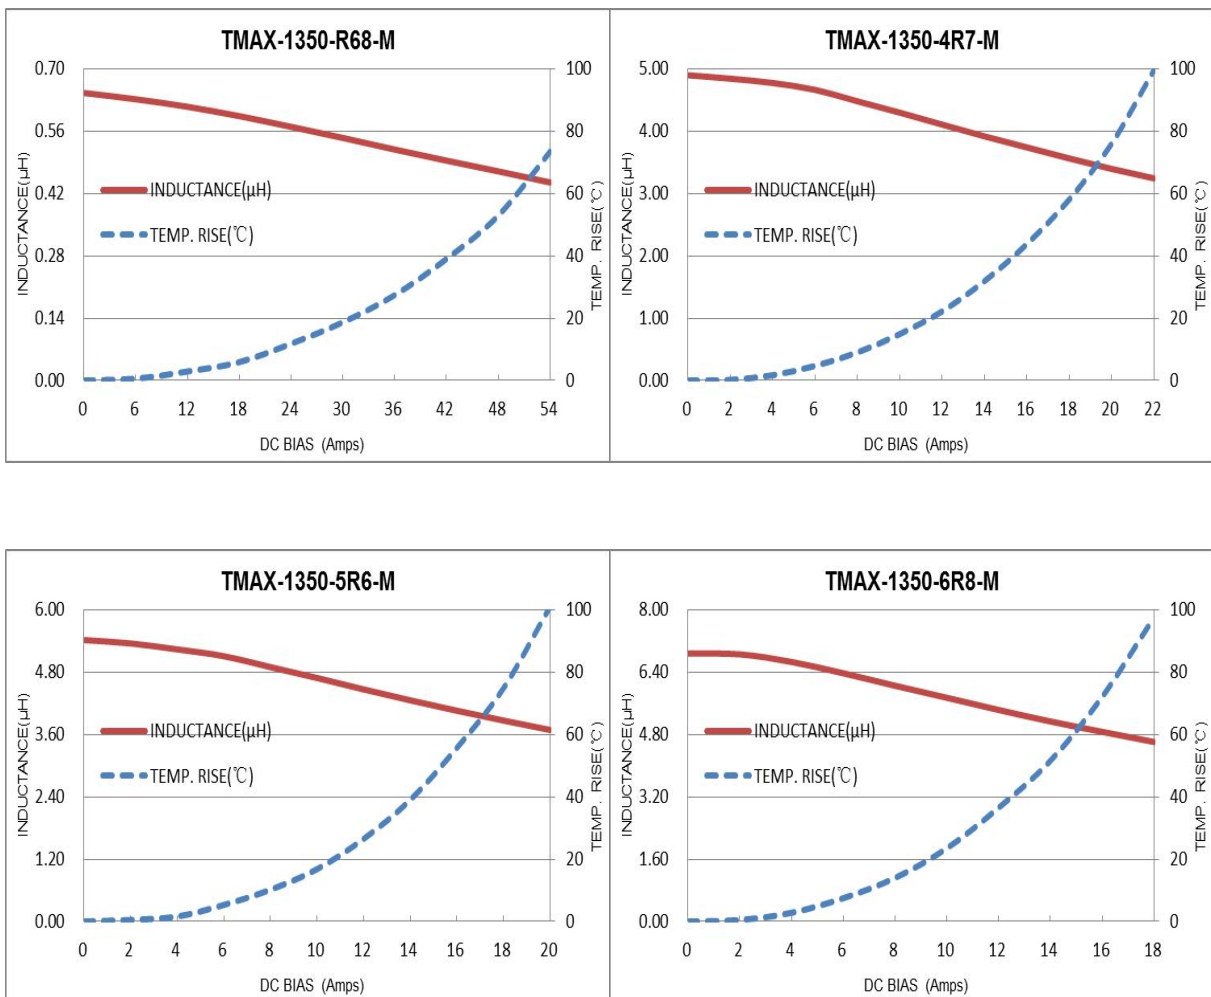 TMAX-1350-R68-M
0.70
0.56
0.42
0.28
0.14
0.00
INDUCTANCE(µH)
INDUCTANCE(µH)
TEMP. RISE(℃)
100
80
60
40
20
0
TEMP. RISE(℃)
0 6 12 18 24 30 36 42 48 54
DC BIAS (Amps)
TMAX-1350-4R7-M
5.00
4.00
3.00
2.00
1.00
0.00
INDUCTANCE(µH)
INDUCTANCE(µH)
TEMP. RISE(℃)
100
80
60
40
20
0
TEMP. RISE(℃)
0 2 4 6 8 10 12 14 16 18 20 22
DC BIAS (Amps)
TMAX-1350-5R6-M
6.00
4.80
3.60
2.40
1.20
0.00
INDUCTANCE(µH)
INDUCTANCE(µH)
TEMP. RISE(℃)
100
80
60
40
20
0
TEMP. RISE(℃)
0 2 4 6 8 10 12 14 16 18 20
DC BIAS (Amps)
TMAX-1350-6R8-M
8.00
6.40
4.80
3.20
1.60
0.00
INDUCTANCE(µH)
INDUCTANCE(µH)
TEMP. RISE(℃)
100
80
60
40
20
0
TEMP. RISE(℃)
0 2 4 6 8 10 12 14 16 18
DC BIAS (Amps)